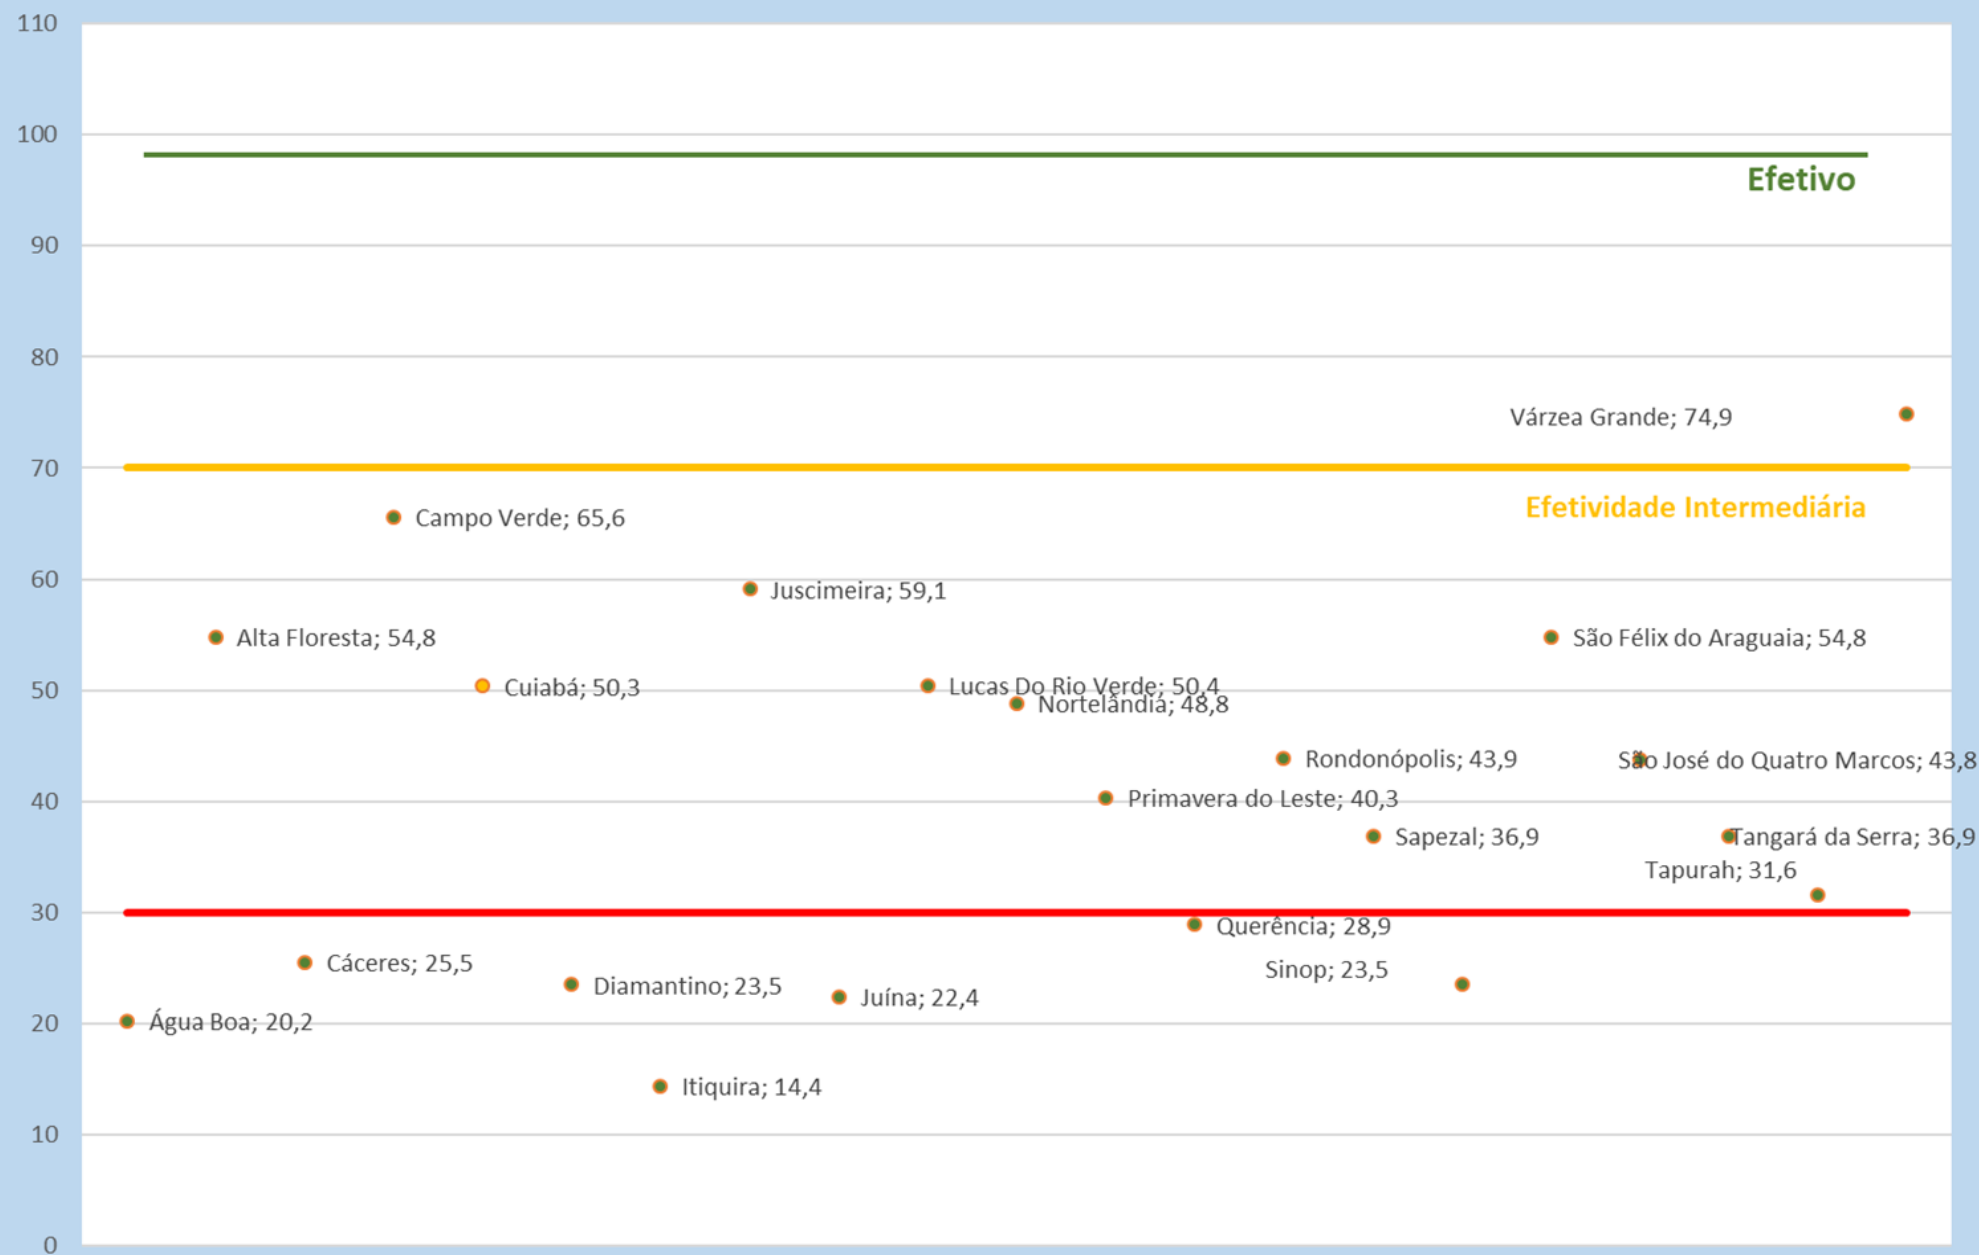 110
100
Efetivo
90
80
Várzea Grande; 74,9
70
Efetividade Intermediária
Campo Verde; 65,6
60
Juscimeira; 59,1
Alta Floresta; 54,8
São Félix do Araguaia; 54,8
Cuiabá; 50,3
Lucas Do Rio Verde; 50,4
50
Nortelândia; 48,8
Rondonópolis; 43,9
São José do Quatro Marcos; 43,8
40
Primavera do Leste; 40,3
Sapezal; 36,9
Tangará da Serra; 36,9
Tapurah; 31,6
30
Querência; 28,9
Cáceres; 25,5
Sinop; 23,5
Diamantino; 23,5
Juína; 22,4
20
Água Boa; 20,2
Itiquira; 14,4
10
0